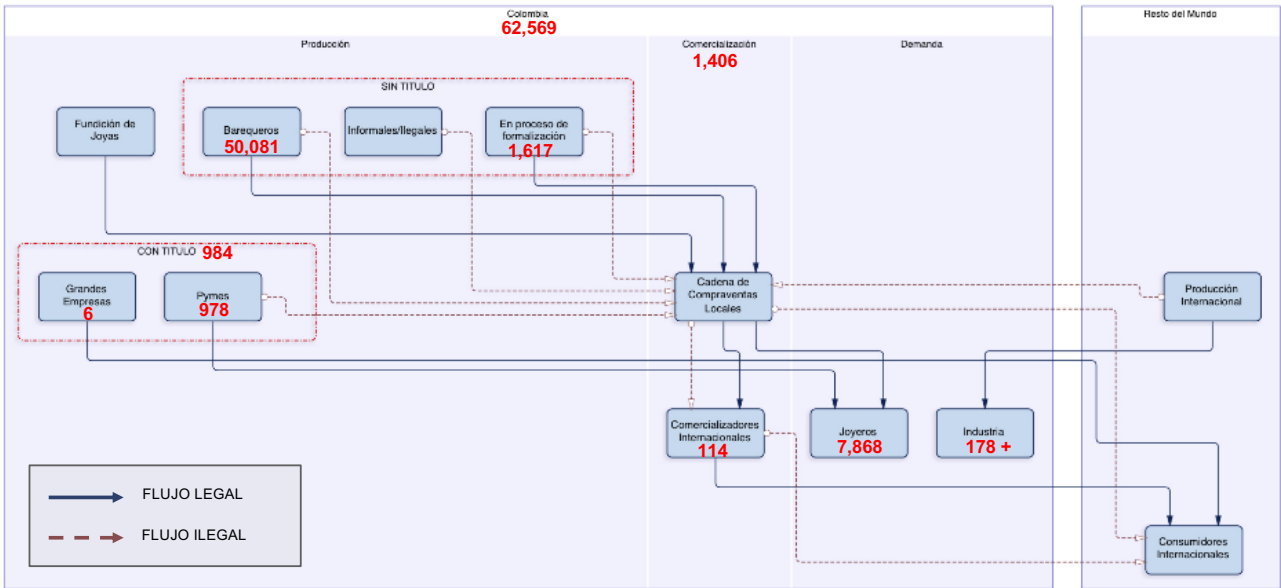 Colombia
62,569
Resto del Mundo
Producción
Comercialización
1,406
Demanda
SIN TITULO
Fundición de
Joyas
Barequeros
50,081
Informales/Ilegales
En proceso de
formalización
1,617
CON TITULO 984
Grandes
Empresas
6
Pymes
978
Cadena de
Compraventas
Locales
Producción
Internacional
Comercializadores
Internacionales
114
Joyeros
7,868
Industria
178 +
FLUJO LEGAL
FLUJO ILEGAL
Consumidores
Internacionales